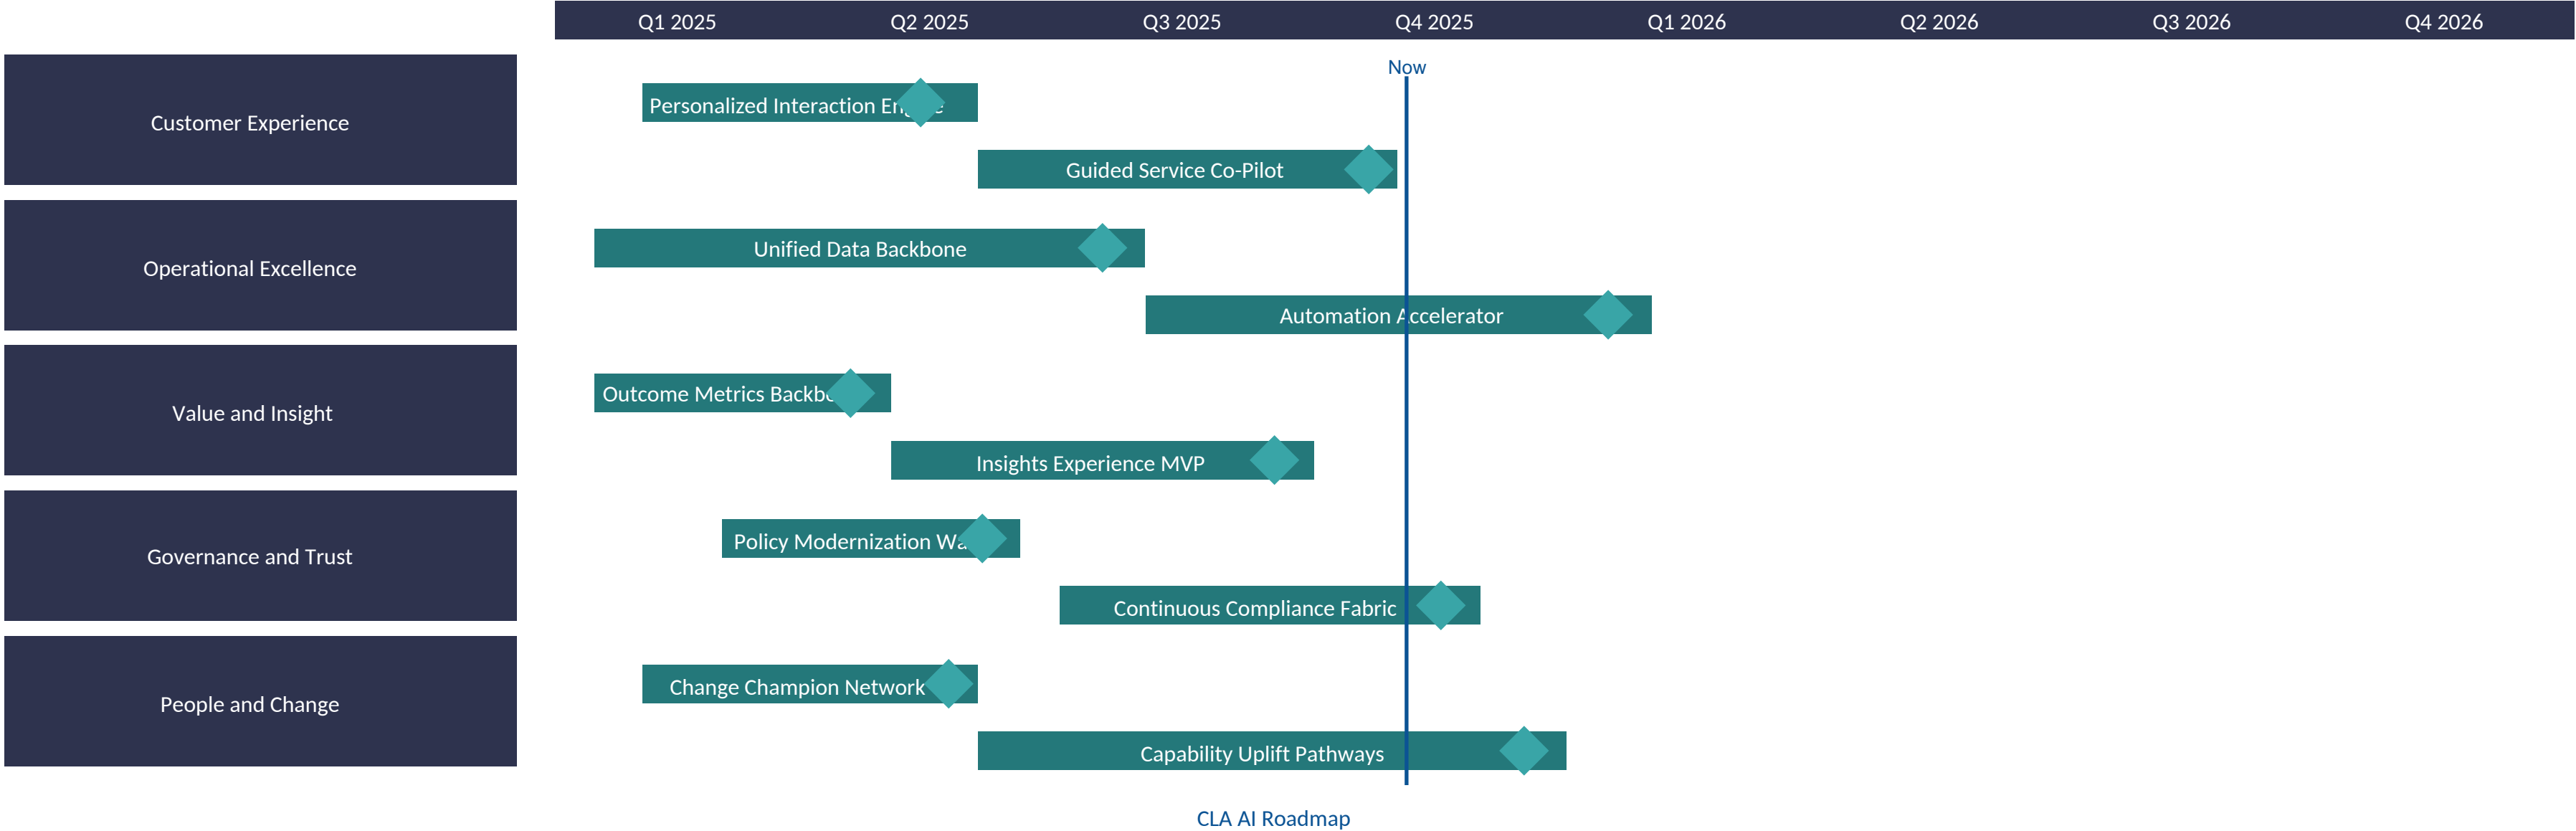 Q1 2025 Q2 2025 Q3 2025 Q4 2025 Q1 2026 Q2 2026 Q3 2026 Q4 2026
Now
Customer Experience
Personalized Interaction
Guided Service Co-Pilot
Operational Excellence
Unified Data Backbone
Automation Accelerator
Value and Insight
Outcome Metrics
Insights Experience MVP
Governance and Trust
Policy Modernization
Continuous Compliance Fabric
People and Change
Change Champion Network
Capability Uplift Pathways
CLA AI Roadmap